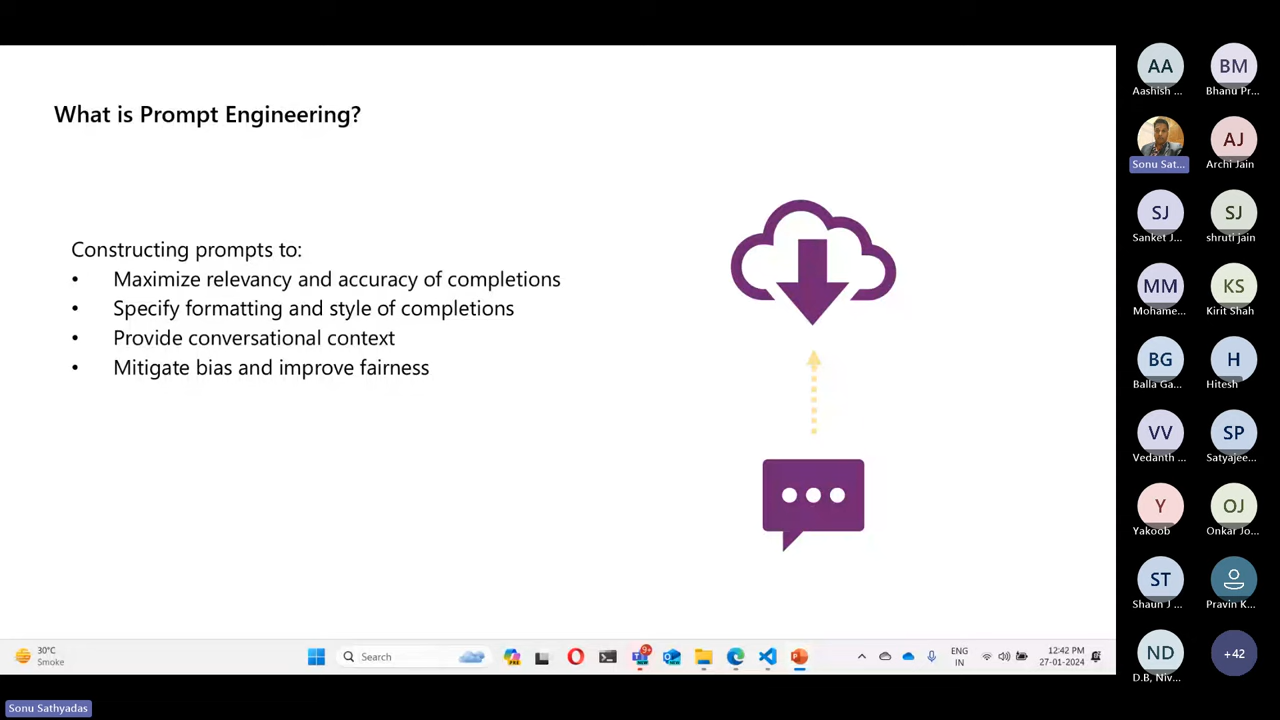 What is Prompt Engineering?
Constructing prompts to:
• Maximize relevancy and accuracy of completions
• Specify formatting and style of completions
• Provide conversational context
• Mitigate bias and improve fairness
AA
Aashish ...
BM
Bhanu Pr...
Sonu Sat...
AJ
Archi Jain
SJ
Sanket J...
SJ
shruti jain
MM
Mohame...
KS
Kirit Shah
BG
Balla Ga...
H
Hitesh
VV
Vedanth ...
SP
Satyajee...
Y
Yakoob
OJ
Onkar Jo...
ST
Shaun J ...
Pravin K...
ND
D.B, Niv...
+42
30°C
Smoke
Search
PRE
9+
ENG
IN
12:42 PM
27-01-2024
Sonu Sathyadas